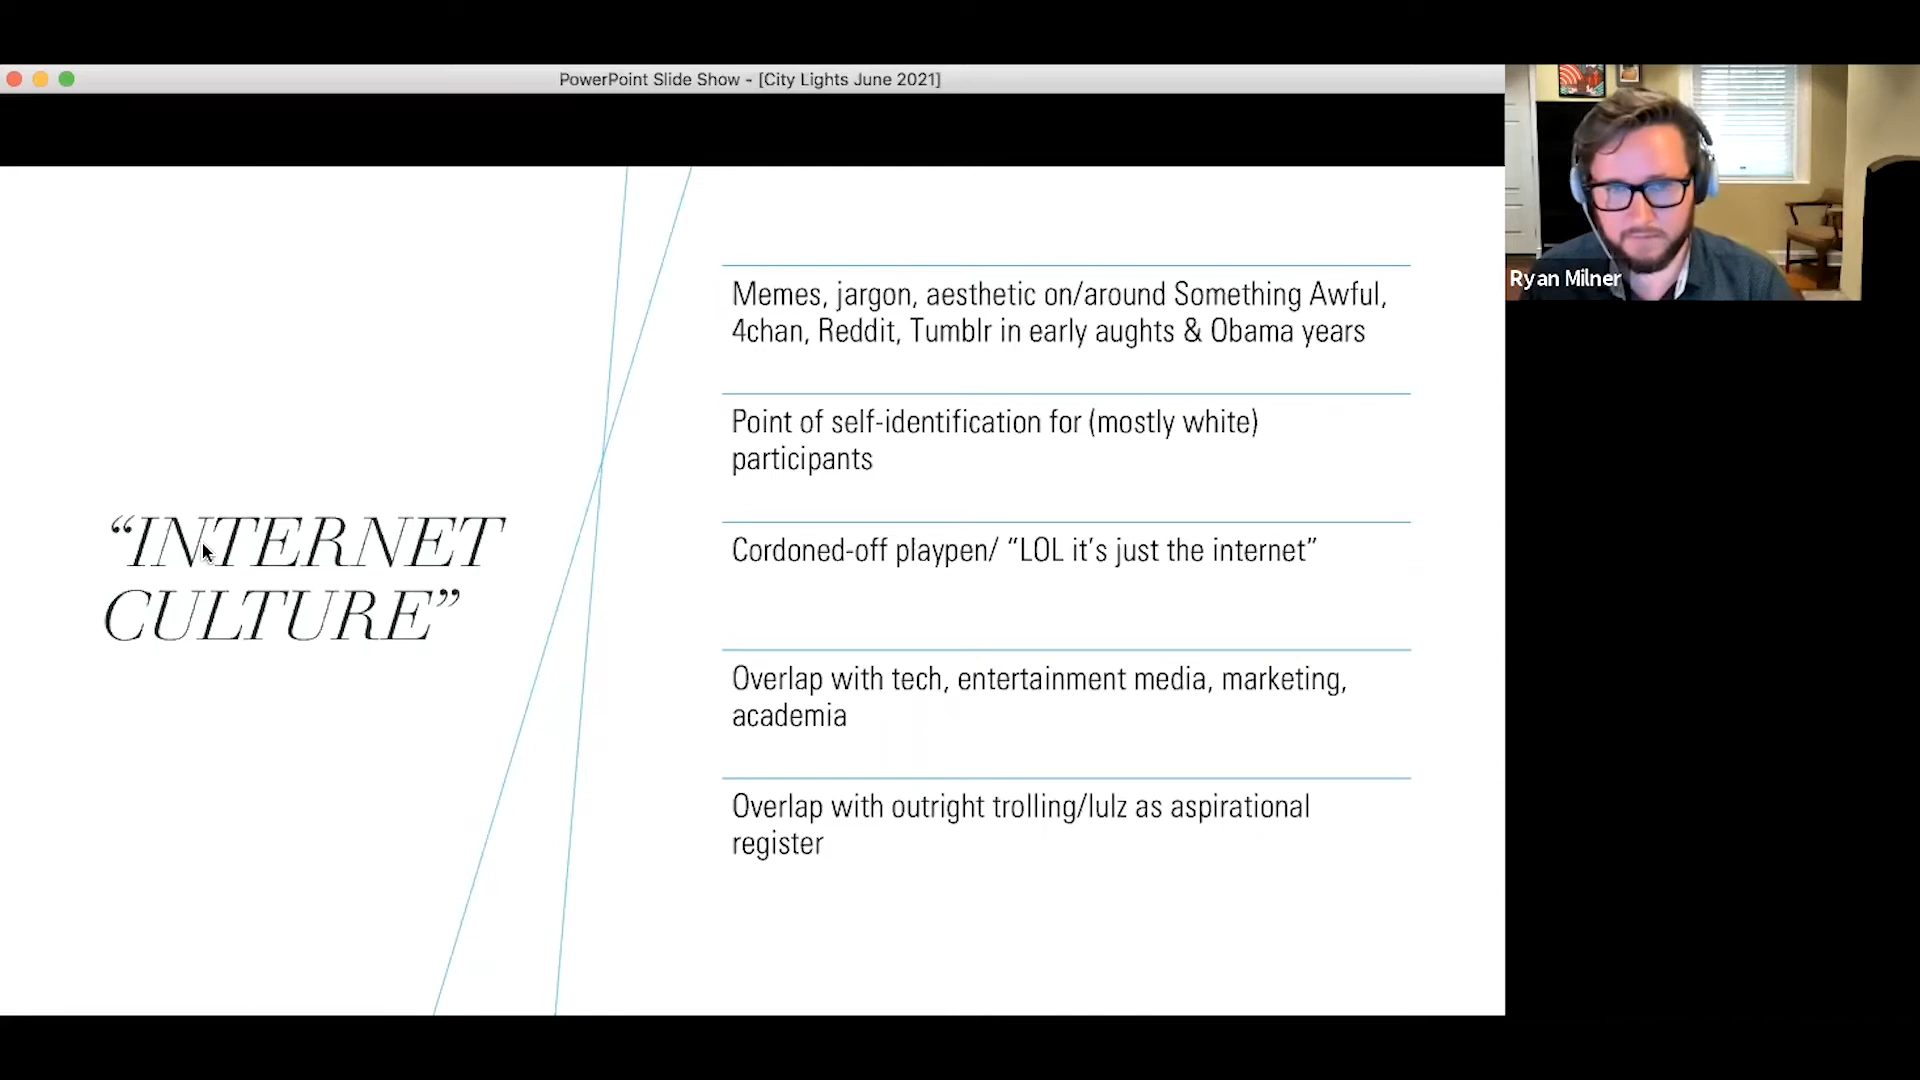 PowerPoint Slide Show - [City Lights June 2021]
Ryan Milner
“INTERNET
CULTURE”
Memes, jargon, aesthetic on/around Something Awful,
4chan, Reddit, Tumblr in early aughts & Obama years
Point of self-identification for (mostly white)
participants
Cordoned-off playpen/ “LOL it’s just the internet”
Overlap with tech, entertainment media, marketing,
academia
Overlap with outright trolling/lulz as aspirational
register